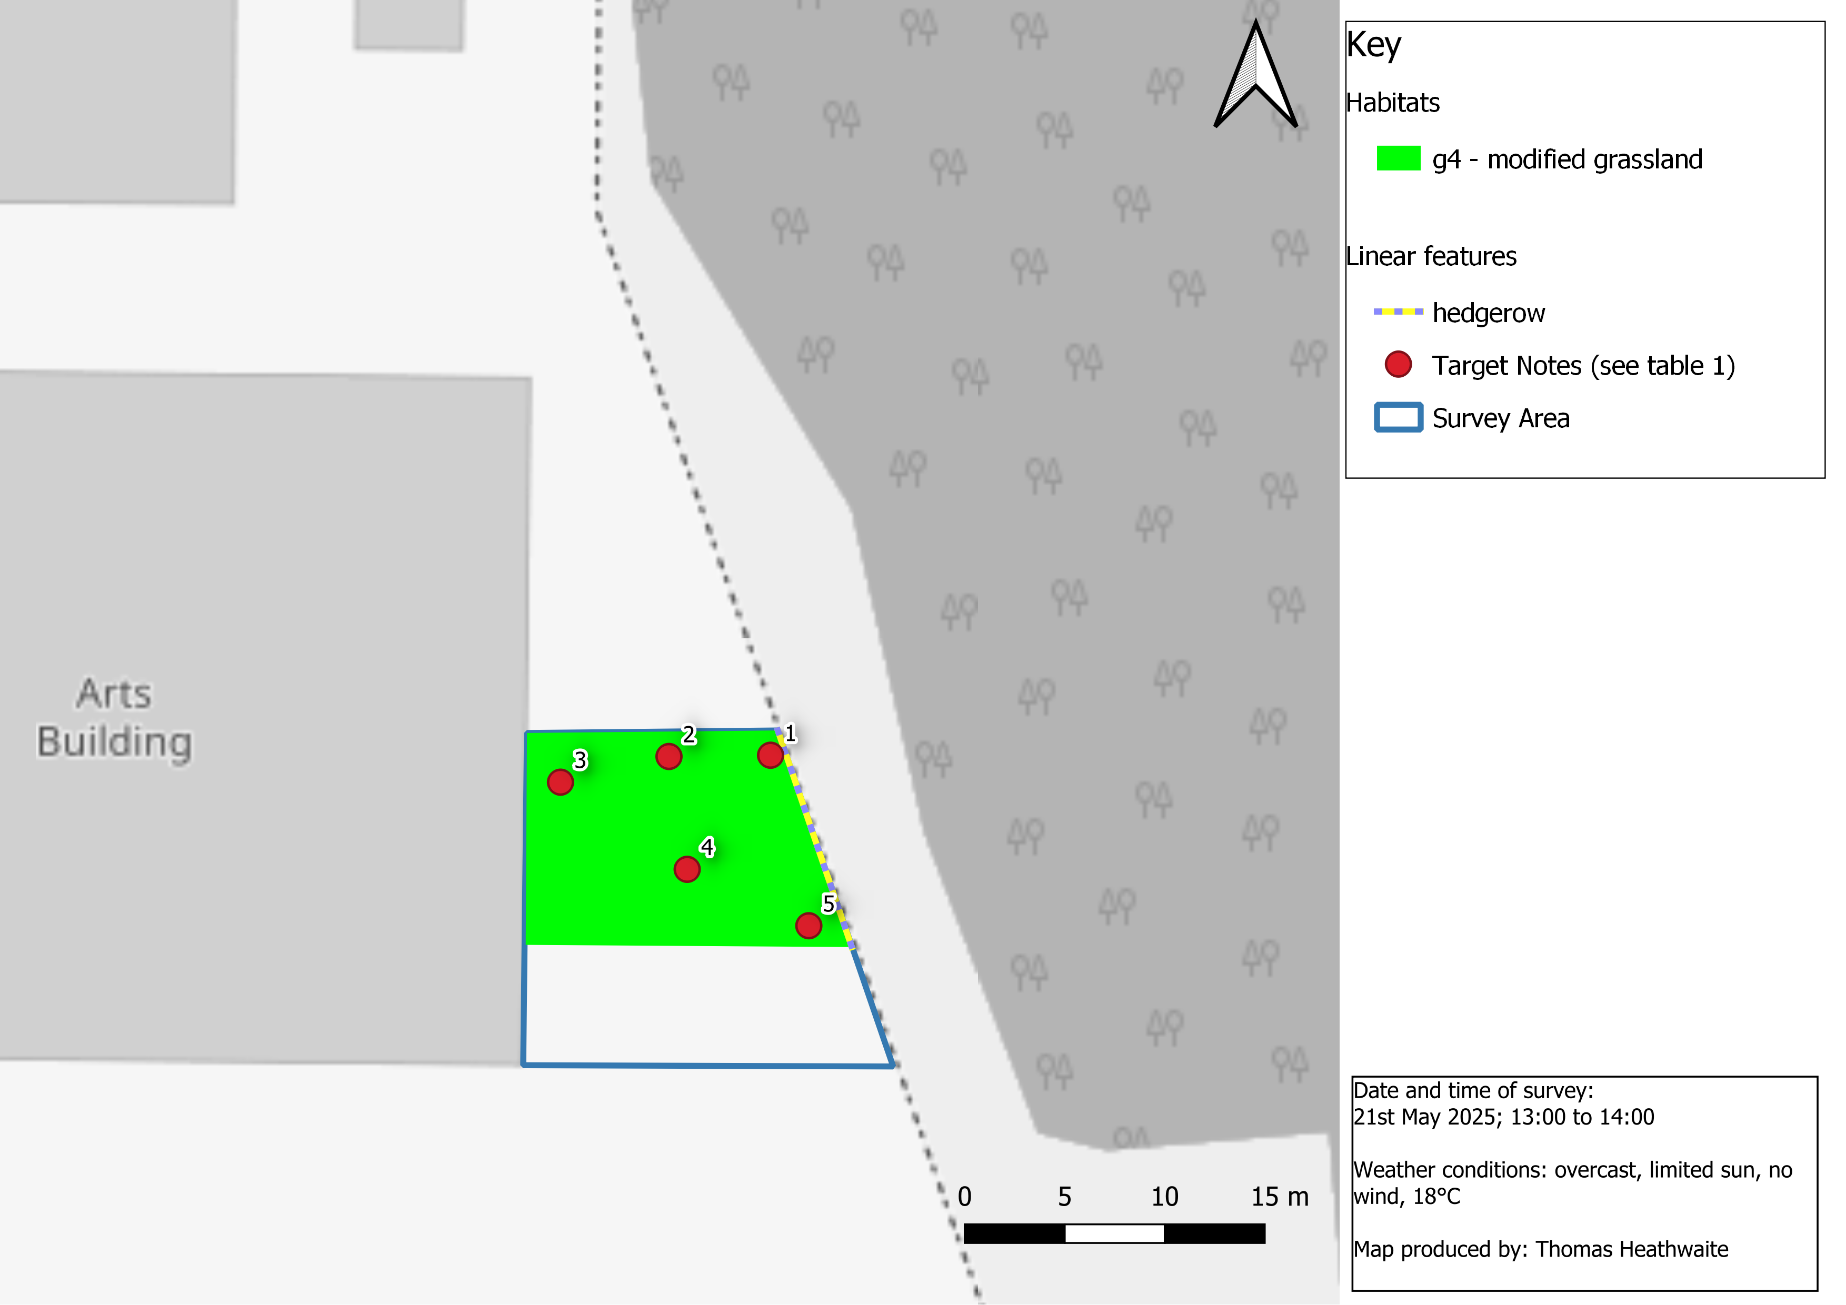 Key
Habitats
g4 - modified grassland
Linear features
hedgerow
Target Notes (see table 1)
Survey Area
Arts
Building
1
2
3
4
5
0 5 10 15 m
Date and time of survey:
21st May 2025; 13:00 to 14:00
Weather conditions: overcast, limited sun, no
wind, 18°C
Map produced by: Thomas Heathwaite